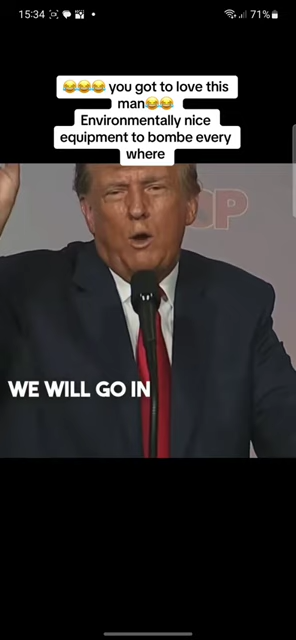 15:34 71%
😂😂😂 you got to love this
man😂😂
Environmentally nice
equipment to bombe every
where
OP
WE WILL GO IN